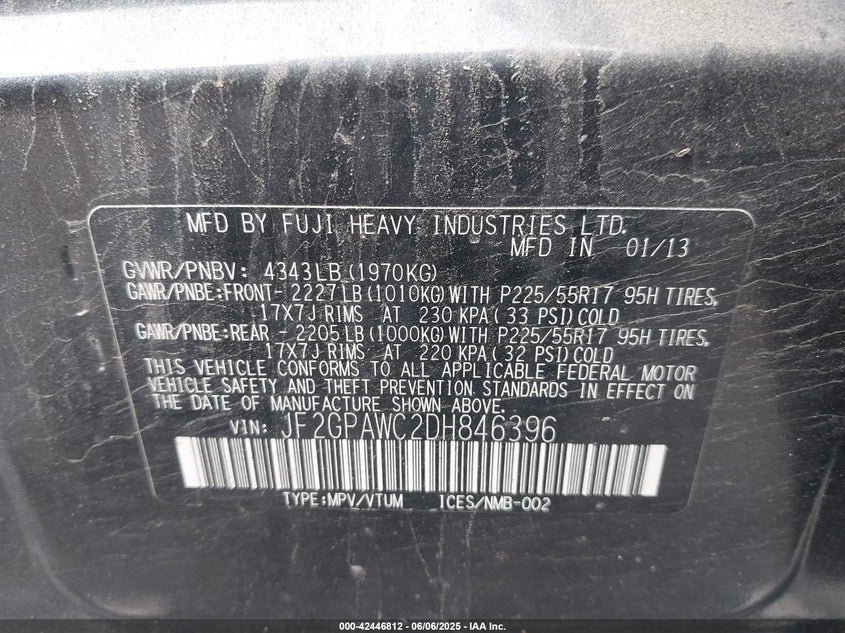 MFD BY FUJI HEAVY INDUSTRIES LTD.
MFD IN 01/13
GVWR/PNBV: 4343LB(1970KG)
GAWR/PNBE:FRONT-2227LB(1010KG)WITH P225/55R17 95H TIRES,
17X7J RIMS AT 230 KPA(33 PSI)COLD
GAWR/PNBE:REAR -2205LB(1000KG)WITH P225/55R17 95H TIRES,
17X7J RIMS AT 220 KPA(32 PSI)COLD
THIS VEHICLE CONFORMS TO ALL APPLICABLE FEDERAL MOTOR
VEHICLE SAFETY AND THEFT PREVENTION STANDARDS IN EFFECT ON
THE DATE OF MANUFACTURE SHOWN ABOVE.
VIN: JF2GPAWC2DH846396
TYPE:MPV/VTUM ICES/NMB-002
000-42446812 - 06/06/2025 - IAA Inc.